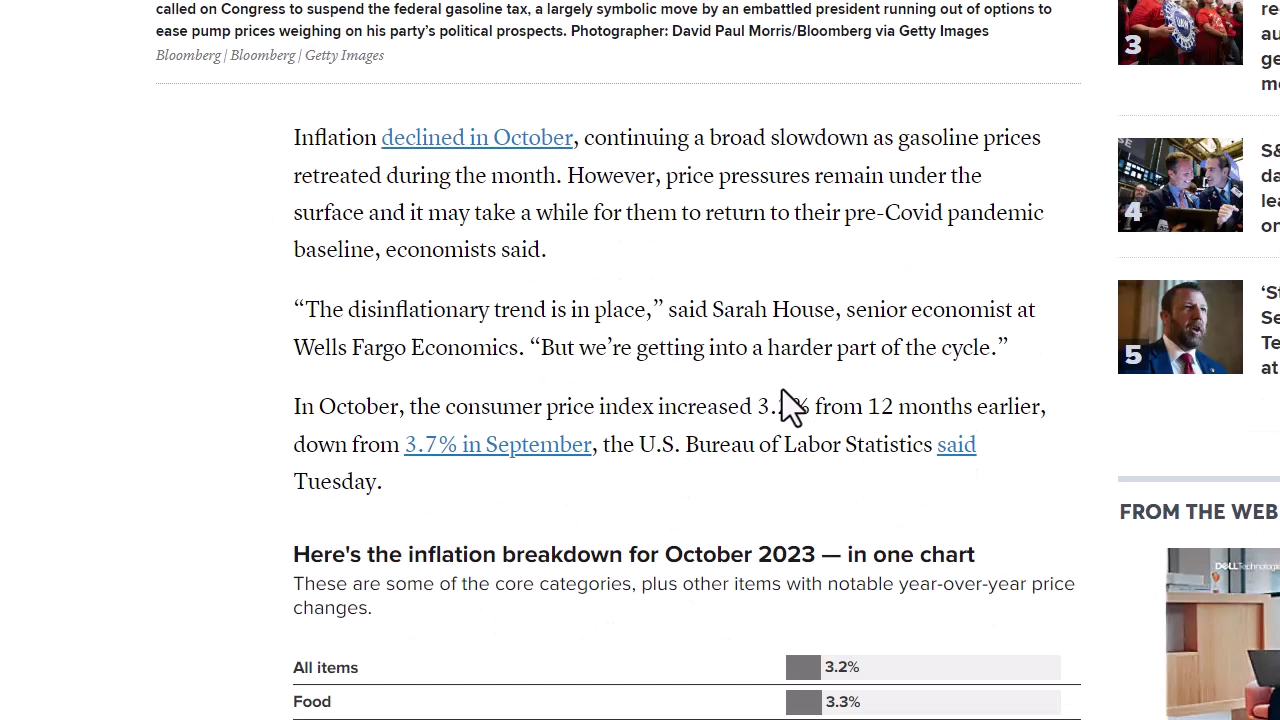 called on Congress to suspend the federal gasoline tax, a largely symbolic move by an embattled president running out of options to
ease pump prices weighing on his party’s political prospects. Photographer: David Paul Morris/Bloomberg via Getty Images
Bloomberg | Bloomberg | Getty Images
Inflation declined in October, continuing a broad slowdown as gasoline prices
retreated during the month. However, price pressures remain under the
surface and it may take a while for them to return to their pre-Covid pandemic
baseline, economists said.
“The disinflationary trend is in place,” said Sarah House, senior economist at
Wells Fargo Economics. “But we’re getting into a harder part of the cycle.”
In October, the consumer price index increased from 12 months earlier,
down from 3.7% in September, the U.S. Bureau of Labor Statistics said
Tuesday.
Here's the inflation breakdown for October 2023 — in one chart
These are some of the core categories, plus other items with notable year-over-year price
changes.
All items 3.2%
Food 3.3%
3
4
5
FROM THE WEB
DELL Technologies